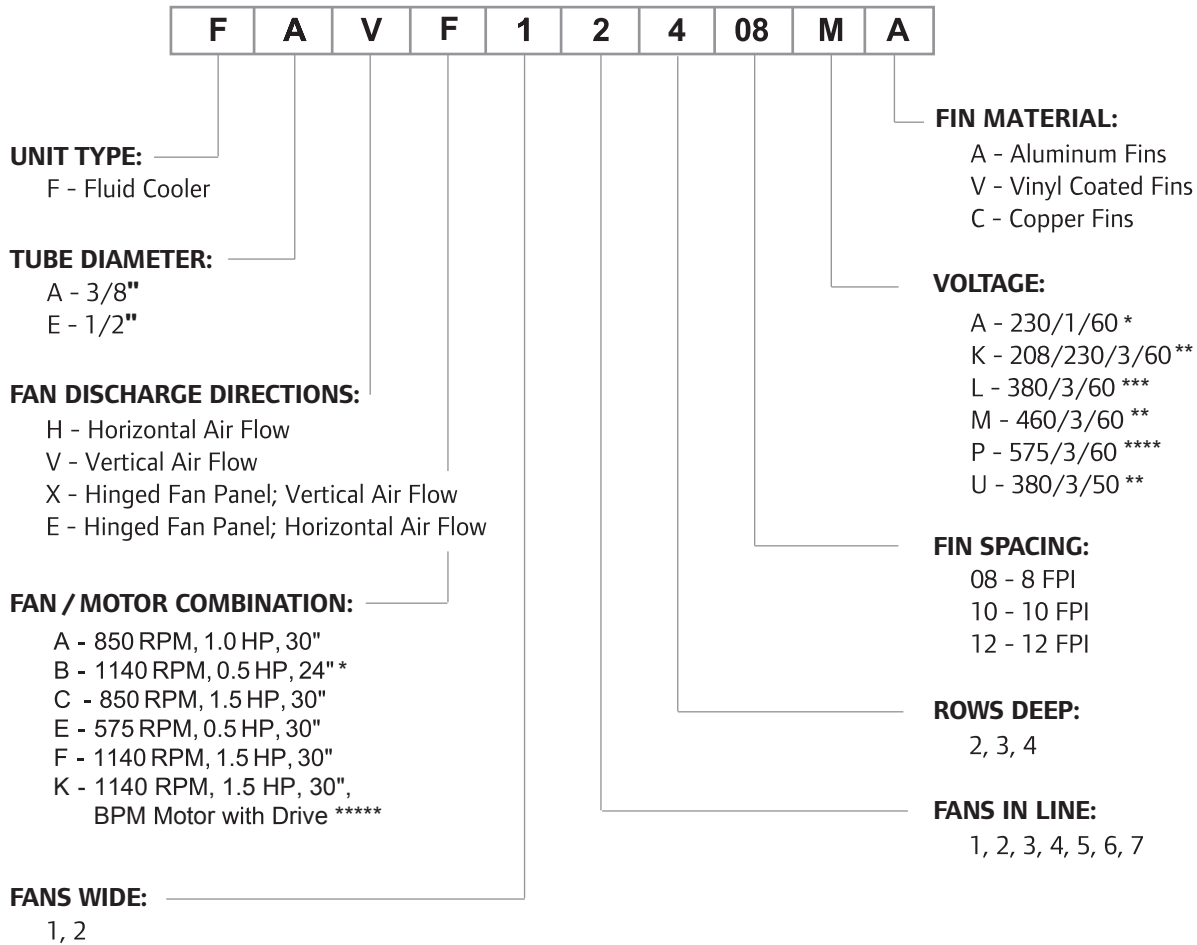 F A V F 1 2 4 08 M A
UNIT TYPE:
F - Fluid Cooler
TUBE DIAMETER:
A - 3/8"
E - 1/2"
FAN DISCHARGE DIRECTIONS:
H - Horizontal Air Flow
V - Vertical Air Flow
X - Hinged Fan Panel; Vertical Air Flow
E - Hinged Fan Panel; Horizontal Air Flow
FAN / MOTOR COMBINATION:
A - 850 RPM, 1.0 HP, 30"
B - 1140 RPM, 0.5 HP, 24" *
C - 850 RPM, 1.5 HP, 30"
E - 575 RPM, 0.5 HP, 30"
F - 1140 RPM, 1.5 HP, 30"
K - 1140 RPM, 1.5 HP, 30",
BPM Motor with Drive *****
FANS WIDE:
1, 2
FIN MATERIAL:
A - Aluminum Fins
V - Vinyl Coated Fins
C - Copper Fins
VOLTAGE:
A - 230/1/60 *
K - 208/230/3/60 **
L - 380/3/60 ***
M - 460/3/60 **
P - 575/3/60 ****
U - 380/3/50 **
FIN SPACING:
08 - 8 FPI
10 - 10 FPI
12 - 12 FPI
ROWS DEEP:
2, 3, 4
FANS IN LINE:
1, 2, 3, 4, 5, 6, 7